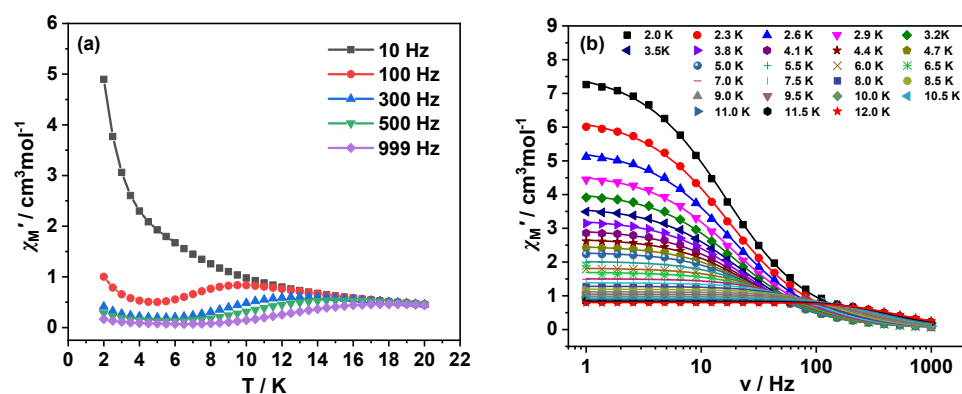 (a)
10 Hz
100 Hz
300 Hz
500 Hz
999 Hz
χM′ / cm³mol⁻¹
6
5
4
3
2
1
0
0 2 4 6 8 10 12 14 16 18 20 22
T / K
(b)
2.0 K 2.3 K 2.6 K 2.9 K 3.2K
3.5K 3.8 K 4.1 K 4.4 K 4.7 K
5.0 K 5.5 K 6.0 K 6.5 K
7.0 K 7.5 K 8.0 K 8.5 K
9.0 K 9.5 K 10.0 K 10.5 K
11.0 K 11.5 K 12.0 K
χM′ / cm³mol⁻¹
9
8
7
6
5
4
3
2
1
0
1 10 100 1000
ν / Hz